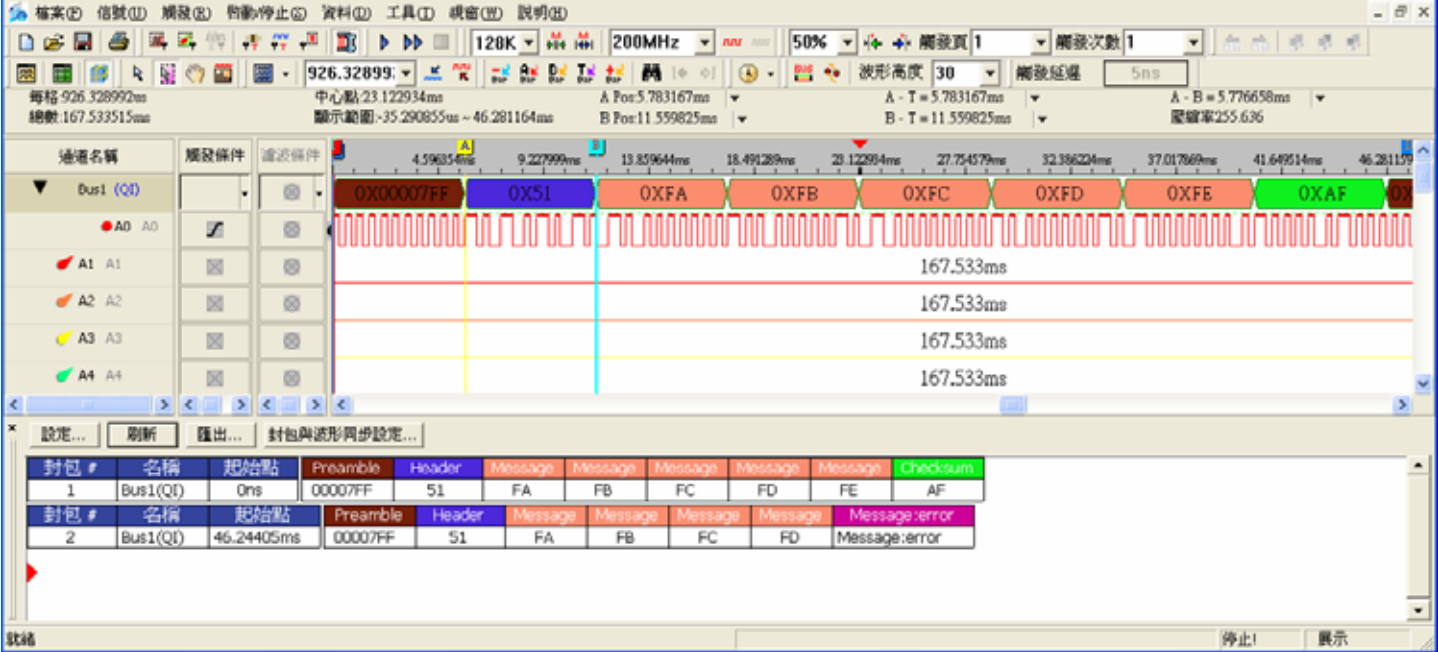 檔案(F) 信號(U) 觸發(R) 啟動/停止(S) 資料(D) 工具(T) 視窗(W) 說明(H)
128K 200MHz 50% 觸發頁 1 觸發次數 1
926.32899: 波形高度 30 觸發延遲 5ns
每格:926.328992us 中心點:23.122934ms A Pos:5.783167ms A - T = 5.783167ms A - B = 5.776658ms
總數:167.533515ms 顯示範圍:-35.290855us ~ 46.281164ms B Pos:11.559825ms B - T = 11.559825ms 壓縮率:255.636
通道名稱 觸發條件 濾波條件 A B 4.596354ms 9.227999ms 13.859644ms 18.491289ms 23.122934ms 27.754579ms 32.386224ms 37.017869ms 41.649514ms 46.281159
Bus1 (QI) 0X00007FF 0X51 0XFA 0XFB 0XFC 0XFD 0XFE 0XAF 0X
A0 A0
A1 A1 167.533ms
A2 A2 167.533ms
A3 A3 167.533ms
A4 A4 167.533ms
設定... 刷新 匯出... 封包與波形同步設定...
封包 # 名稱 起始點 Preamble Header Message Message Message Message Message Checksum
1 Bus1(QI) 0ns 00007FF 51 FA FB FC FD FE AF
封包 # 名稱 起始點 Preamble Header Message Message Message Message Message:error
2 Bus1(QI) 46.24405ms 00007FF 51 FA FB FC FD Message:error
就緒 停止! 展示